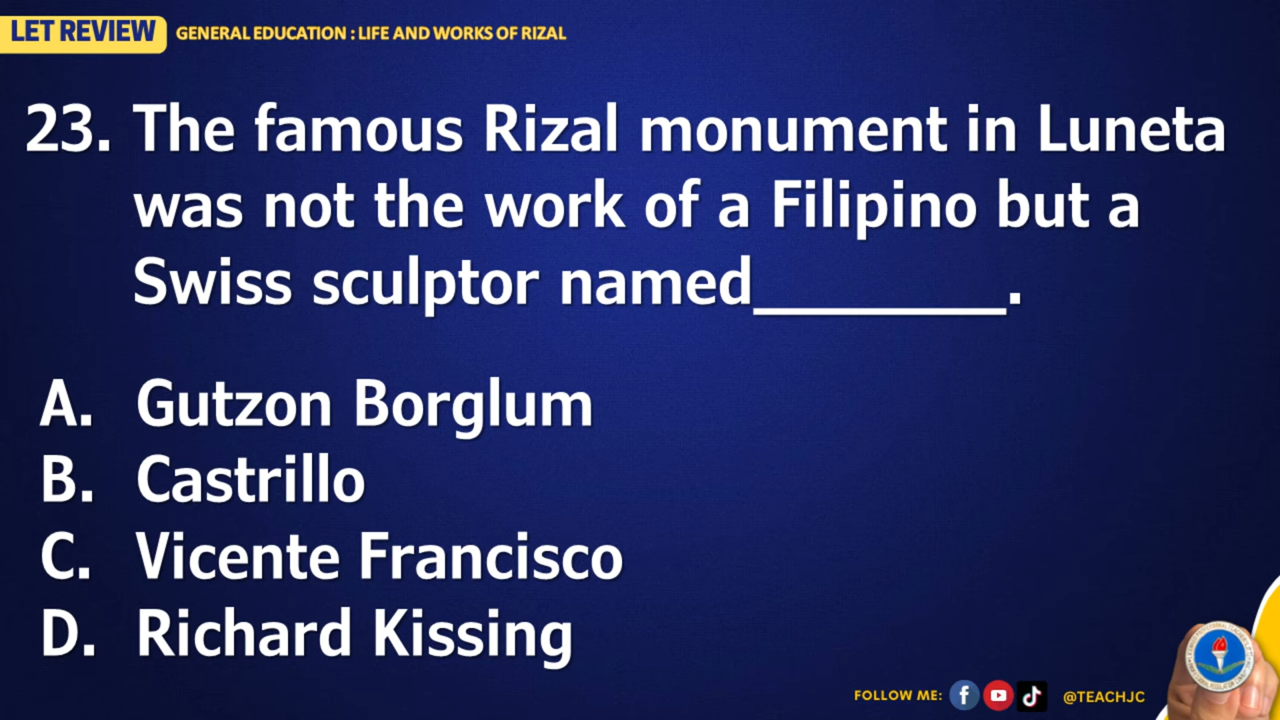 LET REVIEW GENERAL EDUCATION : LIFE AND WORKS OF RIZAL
23. The famous Rizal monument in Luneta
was not the work of a Filipino but a
Swiss sculptor named________.
A. Gutzon Borglum
B. Castrillo
C. Vicente Francisco
D. Richard Kissing
FOLLOW ME: @TEACHJC